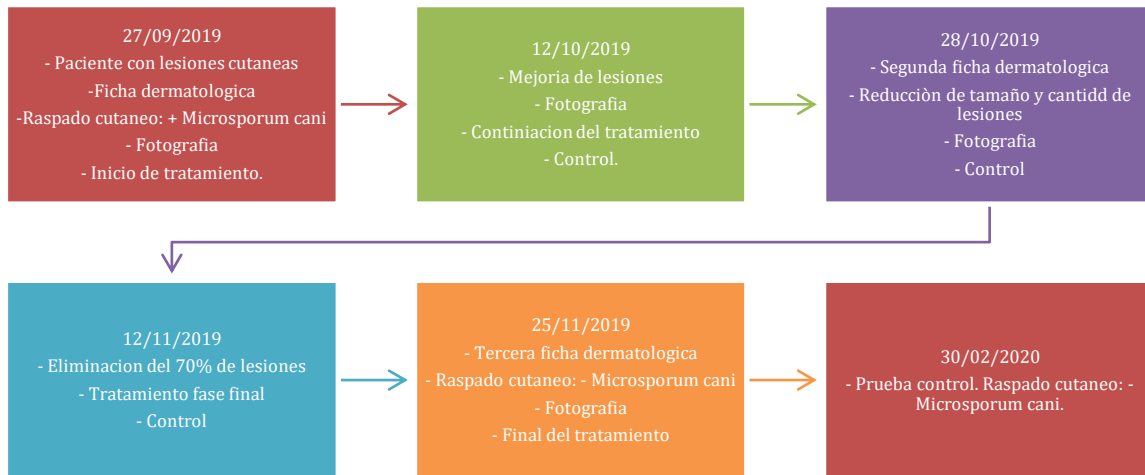 27/09/2019
- Paciente con lesiones cutaneas
-Ficha dermatologica
-Raspado cutaneo: + Microsporum cani
- Fotografia
- Inicio de tratamiento.
12/10/2019
- Mejoria de lesiones
- Fotografia
- Continiacion del tratamiento
- Control.
28/10/2019
- Segunda ficha dermatologica
- Reducciòn de tamaño y cantidd de
lesiones
- Fotografia
- Control
12/11/2019
- Eliminacion del 70% de lesiones
- Tratamiento fase final
- Control
25/11/2019
- Tercera ficha dermatologica
- Raspado cutaneo: - Microsporum cani
- Fotografia
- Final del tratamiento
30/02/2020
- Prueba control. Raspado cutaneo: -
Microsporum cani.